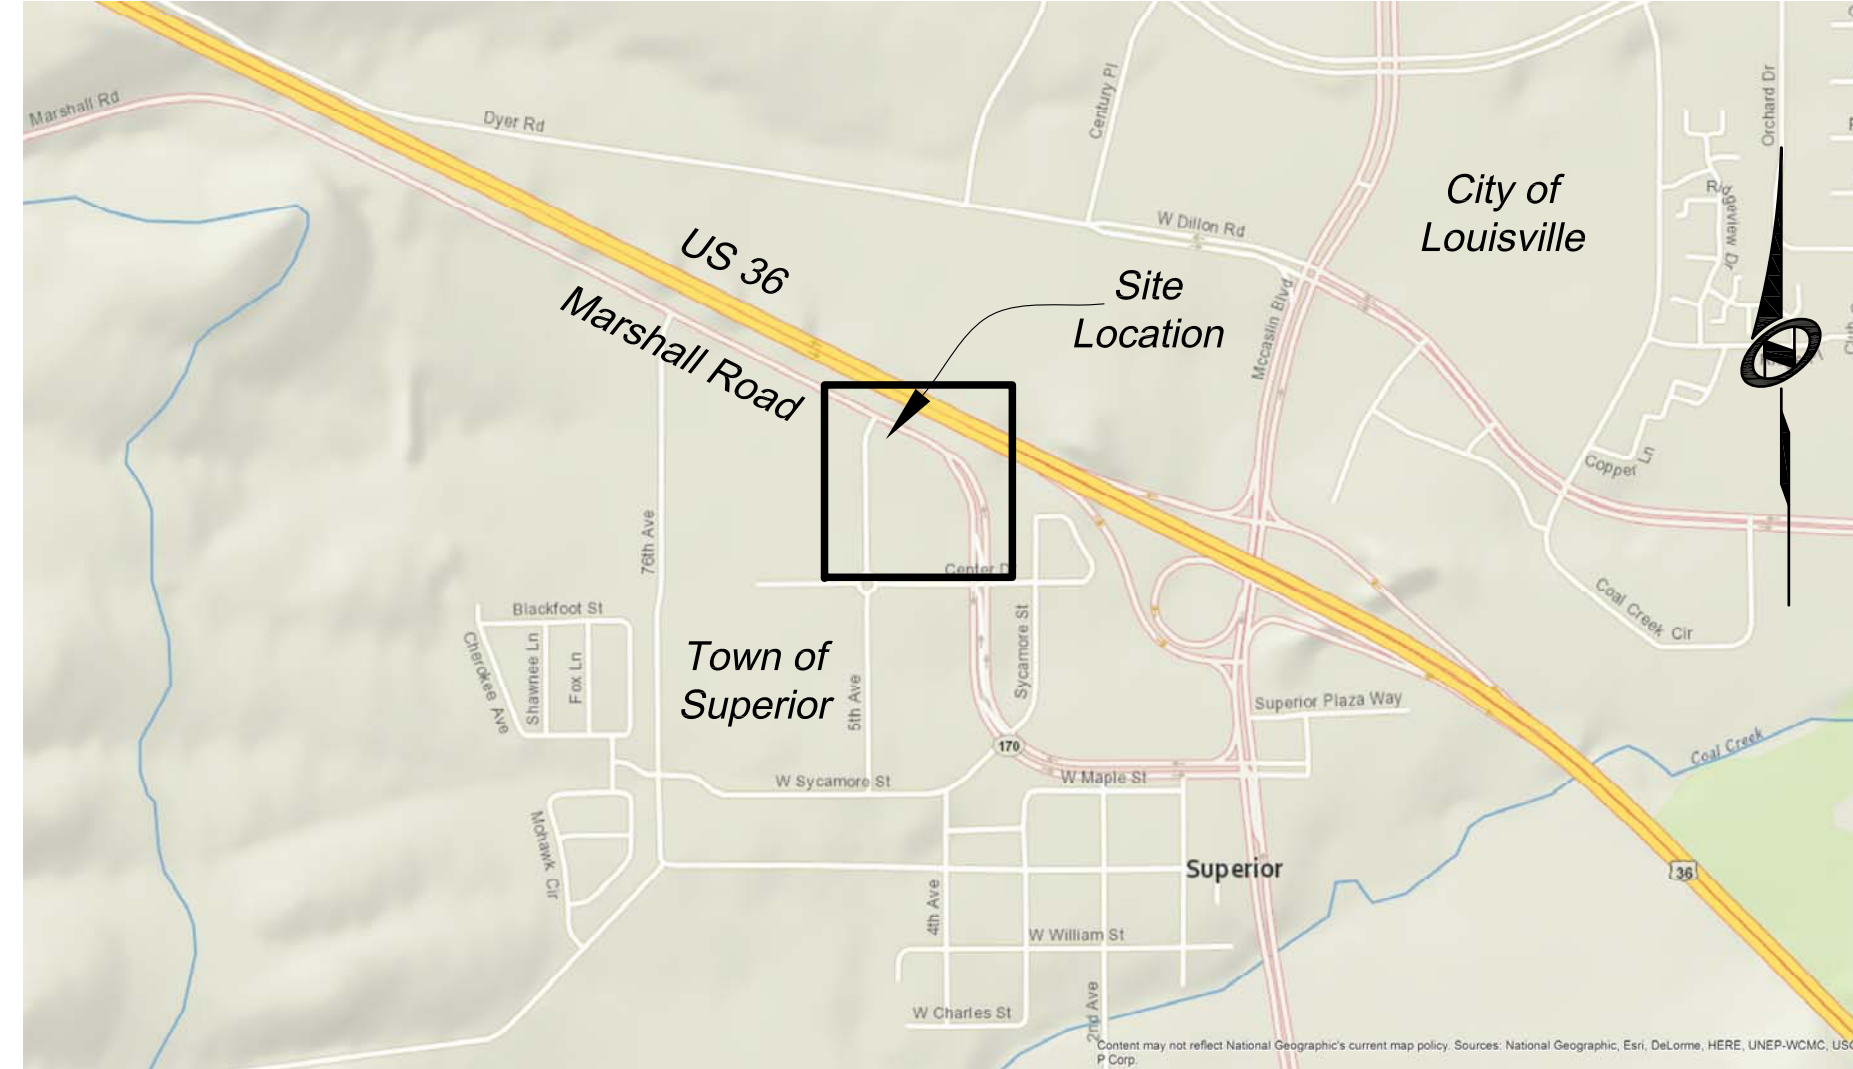 Marshall Rd
Dyer Rd
Century Pl
Orchard Dr
City of
Louisville
W Dillon Rd
Ridgeview Dr
US 36
Site
Location
Marshall Road
Mccaslin Blvd
Copper Ln
76th Ave
Center
Coal Creek Cir
Blackfoot St
Cherokee Ave
Shawnee Ln
Fox Ln
Town of
Superior
5th Ave
Sycamore St
Superior Plaza Way
170
Coal Creek
W Sycamore St
W Maple St
Mohawk Cir
Superior
36
4th Ave
W William St
W Charles St
2nd Ave
Content may not reflect National Geographic's current map policy. Sources: National Geographic, Esri, DeLorme, HERE, UNEP-WCMC,
P Corp.